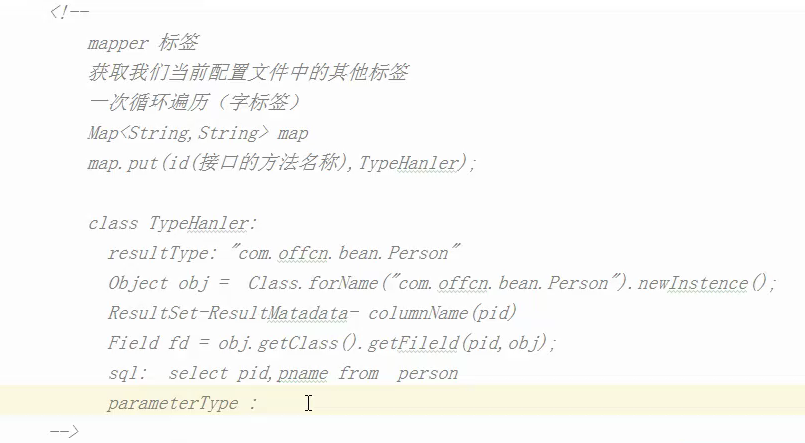 <!--
mapper 标签
获取我们当前配置文件中的其他标签
一次循环遍历（字标签）
Map<String,String> map
map.put(id(接口的方法名称),TypeHanler);
class TypeHanler:
resultType: "com.offcn.bean.Person"
Object obj = Class.forName("com.offcn.bean.Person").newInstence();
ResultSet-ResultMatadata- columnName(pid)
Field fd = obj.getClass().getFileld(pid,obj);
sql: select pid,pname from person
parameterType :
-->